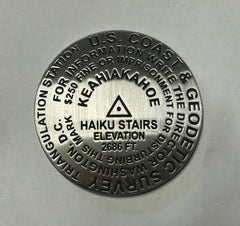 U.S. COAST & GEODETIC SURVEY TRIANGULATION STATION
FOR INFORMATION WRITE THE DIRECTOR WASHINGTON, D.C.
$250 FINE OR IMPRISONMENT FOR DISTURBING THIS MARK
KEAHIAKAHOE
HAIKU STAIRS
ELEVATION
2686 FT.